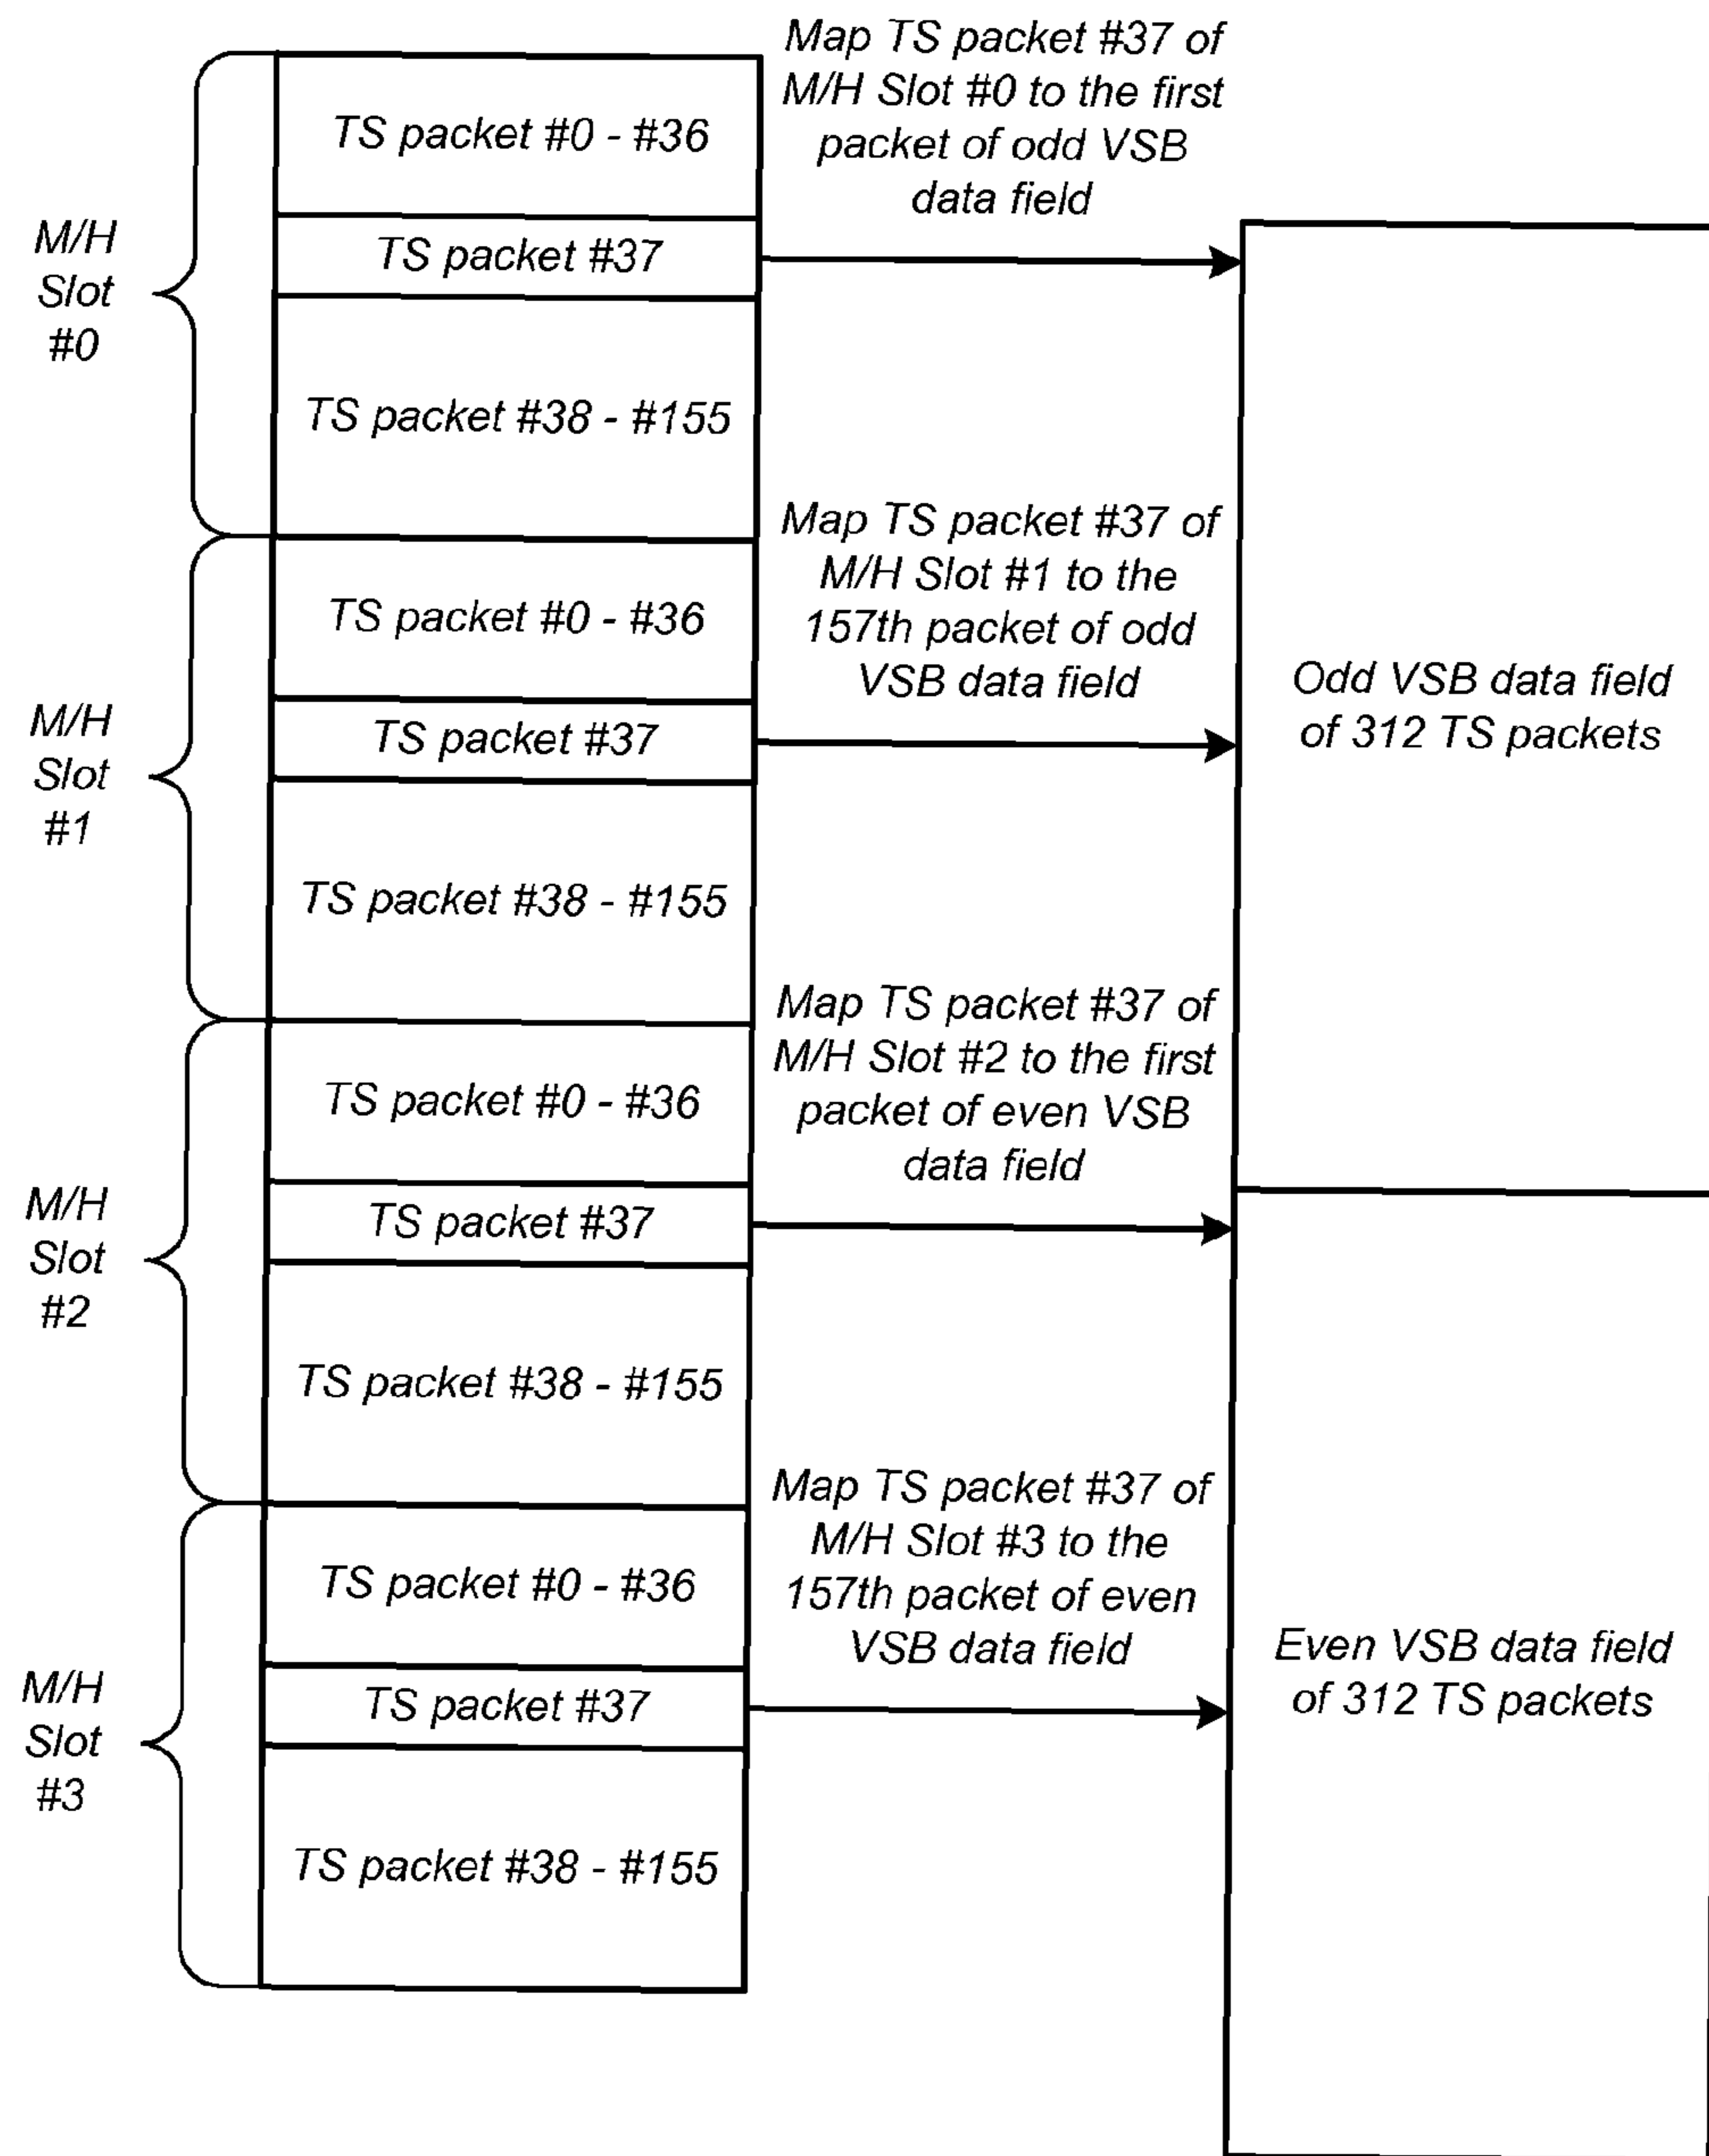 Map TS packet #37 of
M/H Slot #0 to the first
packet of odd VSB
data field
M/H
Slot
#0
TS packet #0 - #36
TS packet #37
TS packet #38 - #155
Map TS packet #37 of
M/H Slot #1 to the
157th packet of odd
VSB data field
M/H
Slot
#1
TS packet #0 - #36
TS packet #37
TS packet #38 - #155
Odd VSB data field
of 312 TS packets
Map TS packet #37 of
M/H Slot #2 to the first
packet of even VSB
data field
M/H
Slot
#2
TS packet #0 - #36
TS packet #37
TS packet #38 - #155
Map TS packet #37 of
M/H Slot #3 to the
157th packet of even
VSB data field
M/H
Slot
#3
TS packet #0 - #36
TS packet #37
TS packet #38 - #155
Even VSB data field
of 312 TS packets